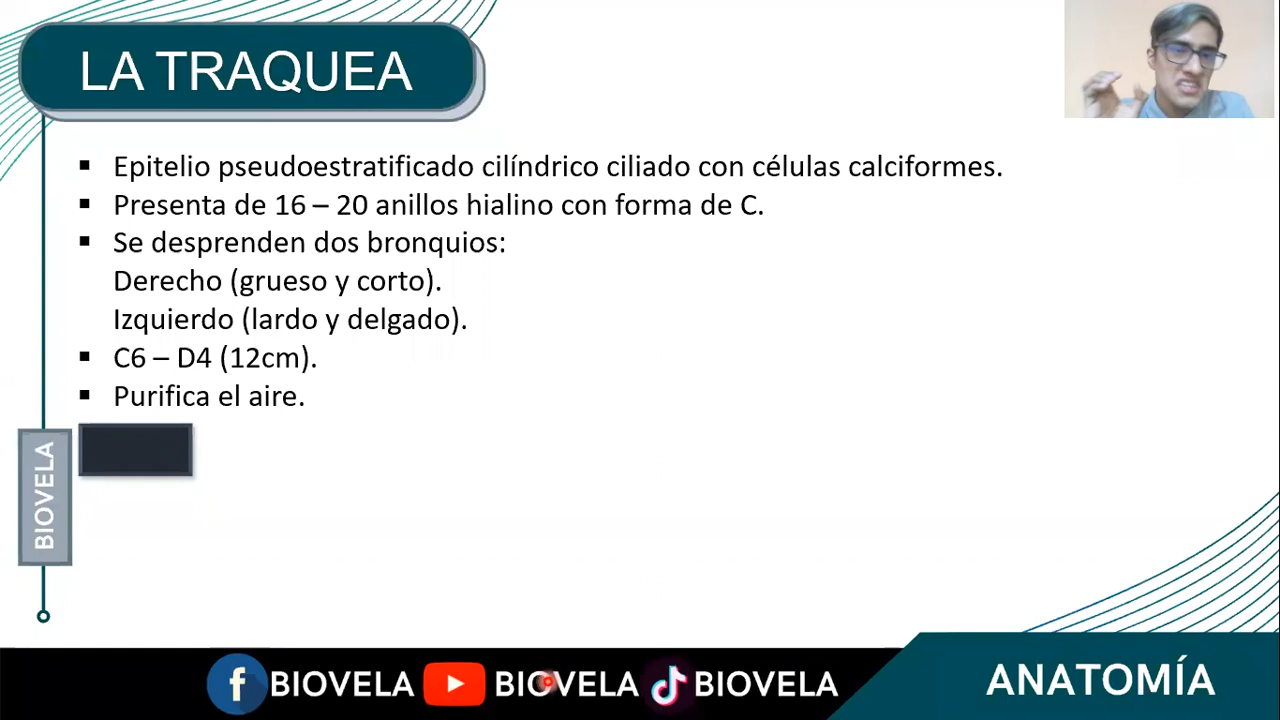 LA TRAQUEA
▪ Epitelio pseudoestratificado cilíndrico ciliado con células calciformes.
▪ Presenta de 16 – 20 anillos hialino con forma de C.
▪ Se desprenden dos bronquios:
Derecho (grueso y corto).
Izquierdo (lardo y delgado).
▪ C6 – D4 (12cm).
▪ Purifica el aire.
BIOVELA
f BIOVELA BIOVELA BIOVELA
ANATOMÍA